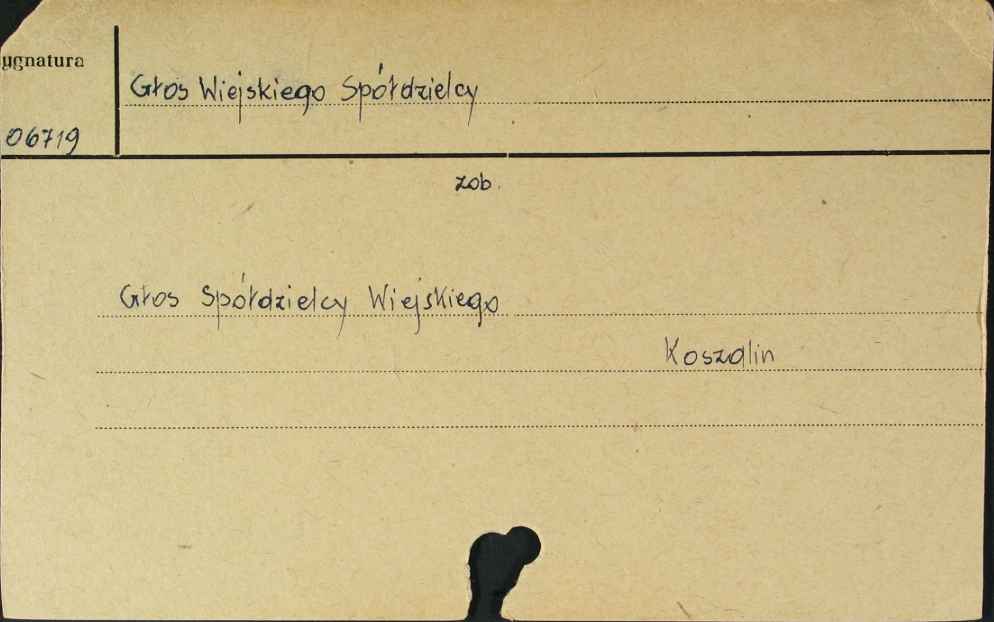 ygnatura
Głos Wiejskiego Spółdzielcy
06719
zob.
Głos Spółdzielcy Wiejskiego
Koszalin